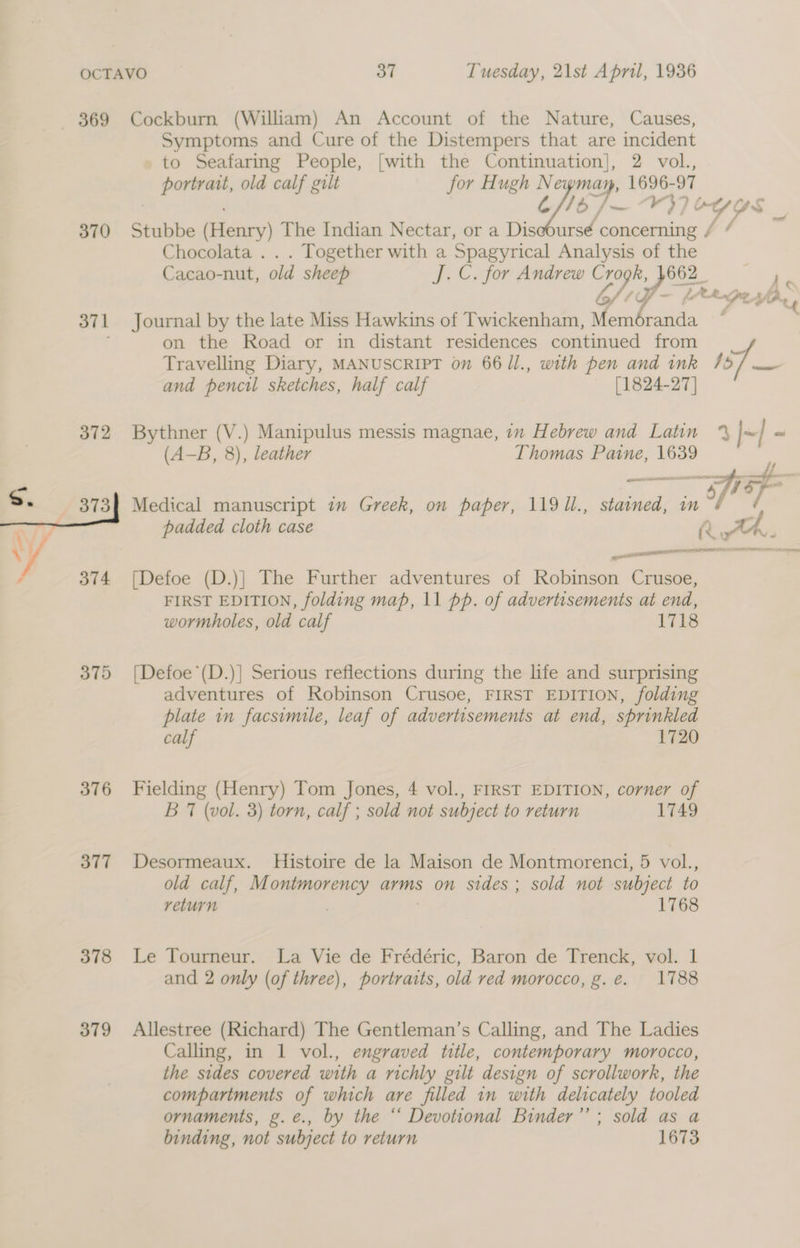 OCTAVO 37 Tuesday, 21st April, 1936
369 Cockburn (William) An Account of the Nature, Causes,
Symptoms and Cure of the Distempers that are incident
to Seafaring People, [with the Continuation], 2 vol.,
portrait, old calf gilt for Hugh Newman, 1696-97
370 Stubbe (Henry) The Indian Nectar, or a Discourse concerning
Chocolata . . . Together with a Spagyrical Analysis of the
Cacao-nut, old sheep J. C. for Andrew Crook, 1662
371 Journal by the late Miss Hawkins of Twickenham, Memoranda
on the Road or in distant residences continued from
Travelling Diary, MANUSCRIPT on 66 ll., with pen and ink
and pencil sketches, half calf [1824-27]
372 Bythner (V.) Manipulus messis magnae, in Hebrew and Latin
(A–B, 8), leather Thomas Paine, 1639
S. 373 Medical manuscript in Greek, on paper, 119 ll., stained, in
padded cloth case
374 [Defoe (D.)] The Further adventures of Robinson Crusoe,
FIRST EDITION, folding map, 11 pp. of advertisements at end,
wormholes, old calf 1718
375 [Defoe (D.)] Serious reflections during the life and surprising
adventures of Robinson Crusoe, FIRST EDITION, folding
plate in facsimile, leaf of advertisements at end, sprinkled
calf 1720
376 Fielding (Henry) Tom Jones, 4 vol., FIRST EDITION, corner of
B 7 (vol. 3) torn, calf ; sold not subject to return 1749
377 Desormeaux. Histoire de la Maison de Montmorenci, 5 vol.,
old calf, Montmorency arms on sides ; sold not subject to
return 1768
378 Le Tourneur. La Vie de Frédéric, Baron de Trenck, vol. 1
and 2 only (of three), portraits, old red morocco, g. e. 1788
379 Allestree (Richard) The Gentleman's Calling, and The Ladies
Calling, in 1 vol., engraved title, contemporary morocco,
the sides covered with a richly gilt design of scrollwork, the
compartments of which are filled in with delicately tooled
ornaments, g. e., by the “ Devotional Binder ” ; sold as a
binding, not subject to return 1673